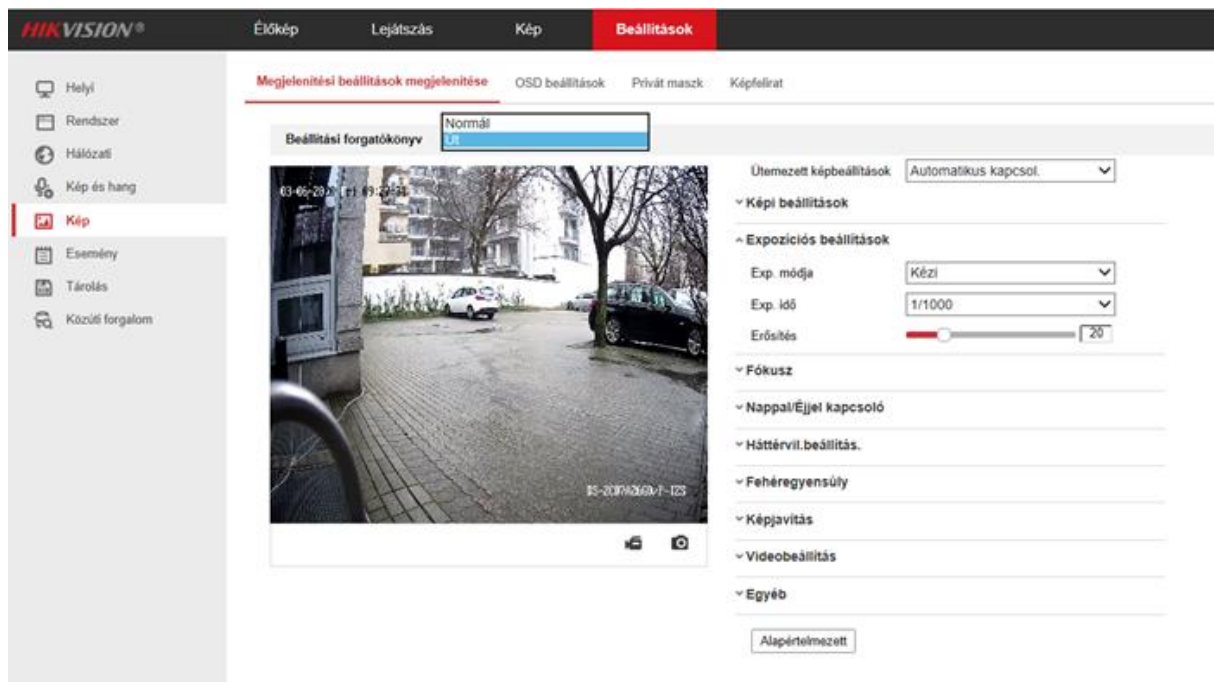 HIKVISION®
Élőkép Lejátszás Kép Beállítások
Helyi
Rendszer
Hálózati
Kép és hang
Kép
Esemény
Tárolás
Közúti forgalom
Megjelenítési beállítások megjelenítése OSD beállítások Privát maszk Képfelirat
Beállítási forgatókönyv
Normál
Út
Ütemezett képbeállítások Automatikus kapcsol.
Képi beállítások
Expozíciós beállítások
Exp. módja Kézi
Exp. idő 1/1000
Erősítés 20
Fókusz
Nappal/Éjjel kapcsoló
Háttérvil.beállítás.
Fehéregyensúly
Képjavítás
Videobeállítás
Egyéb
Alapértelmezett